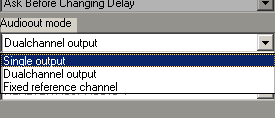 Ask Before Changing Delay
Audioout mode
Dualchannel output
Single output
Dualchannel output
Fixed reference channel